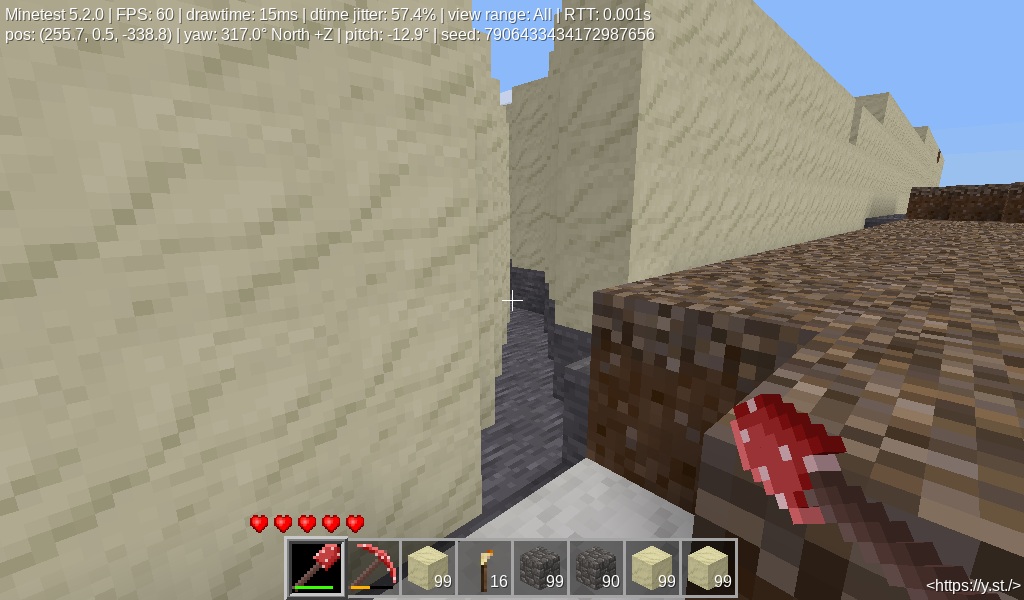 Minetest 5.2.0 | FPS: 60 | drawtime: 15ms | dtime jitter: 57.4% | view range: All | RTT: 0.001s
pos: (255.7, 0.5, -338.8) | yaw: 317.0° North +Z | pitch: -12.9° | seed: 7906433434172987656
99 16 99 90 99 99
<https://y.st./>